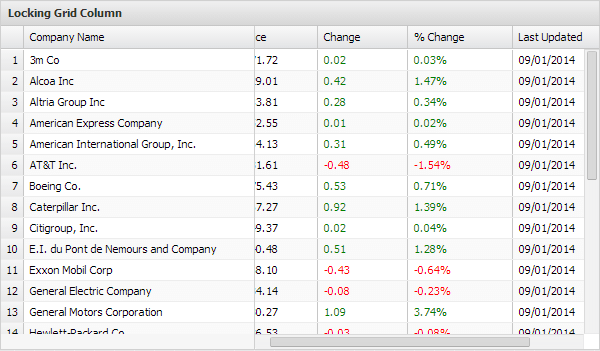 Locking Grid Column
Company Name ce Change % Change Last Updated
1 3m Co 1.72 0.02 0.03% 09/01/2014
2 Alcoa Inc 9.01 0.42 1.47% 09/01/2014
3 Altria Group Inc 3.81 0.28 0.34% 09/01/2014
4 American Express Company 2.55 0.01 0.02% 09/01/2014
5 American International Group, Inc. 4.13 0.31 0.49% 09/01/2014
6 AT&T Inc. 1.61 -0.48 -1.54% 09/01/2014
7 Boeing Co. 5.43 0.53 0.71% 09/01/2014
8 Caterpillar Inc. 7.27 0.92 1.39% 09/01/2014
9 Citigroup, Inc. 9.37 0.02 0.04% 09/01/2014
10 E.I. du Pont de Nemours and Company 0.48 0.51 1.28% 09/01/2014
11 Exxon Mobil Corp 8.10 -0.43 -0.64% 09/01/2014
12 General Electric Company 4.14 -0.08 -0.23% 09/01/2014
13 General Motors Corporation 0.27 1.09 3.74% 09/01/2014
14 Hewlett-Packard Co 6.53 -0.03 -0.08% 09/01/2014